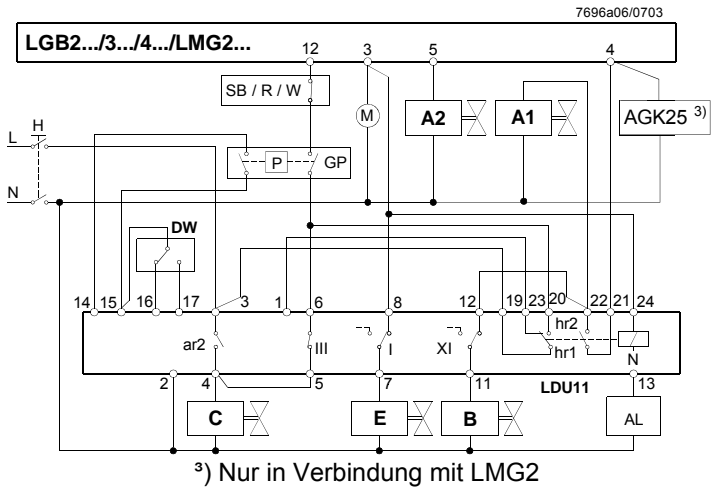 7696a06/0703
LGB2.../3.../4.../LMG2...
12 3 5 4
SB / R / W
M
A2 A1 AGK25 ³)
H
L
P GP
N
DW
14 15 16 17 3 1 6 8 12 19 23 20 22 21 24
ar2 III I XI hr2
hr1 N
2 4 5 7 11 LDU11 13
C E B AL
³) Nur in Verbindung mit LMG2